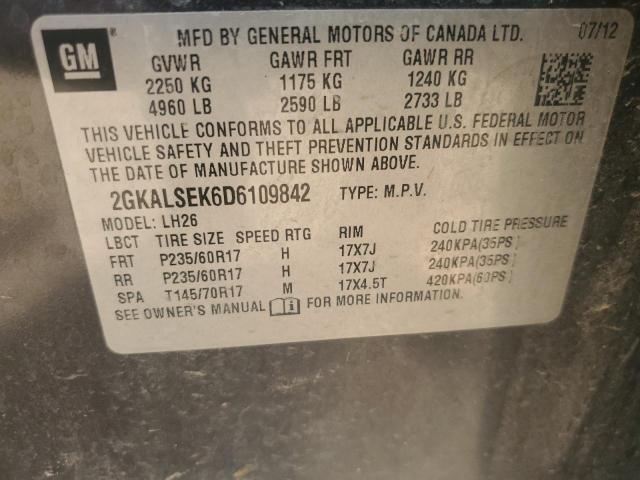 GM
MFD BY GENERAL MOTORS OF CANADA LTD. 07/12
GVWR GAWR FRT GAWR RR
2250 KG 1175 KG 1240 KG
4960 LB 2590 LB 2733 LB
THIS VEHICLE CONFORMS TO ALL APPLICABLE U.S. FEDERAL MOTOR
VEHICLE SAFETY AND THEFT PREVENTION STANDARDS IN EFFECT ON
THE DATE OF MANUFACTURE SHOWN ABOVE.
2GKALSEK6D6109842 TYPE: M.P.V.
MODEL: LH26
LBCT TIRE SIZE SPEED RTG RIM COLD TIRE PRESSURE
FRT P235/60R17 H 17X7J 240KPA(35PS)
RR P235/60R17 H 17X7J 240KPA(35PS)
SPA T145/70R17 M 17X4.5T 420KPA(60PS)
SEE OWNER'S MANUAL i FOR MORE INFORMATION.